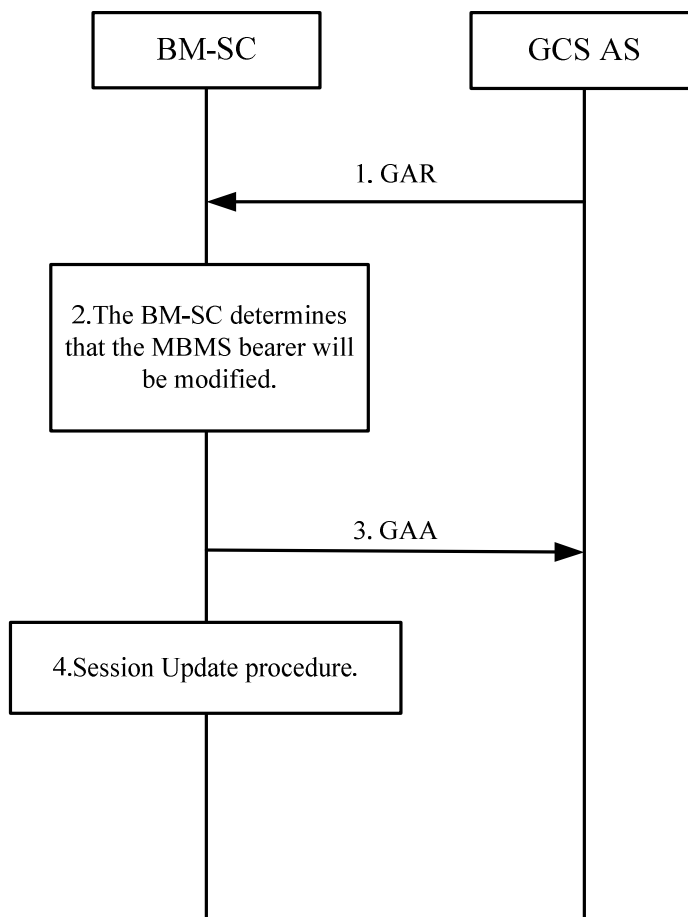 BM-SC
GCS AS
1. GAR
2.The BM-SC determines
that the MBMS bearer will
be modified.
3. GAA
4.Session Update procedure.